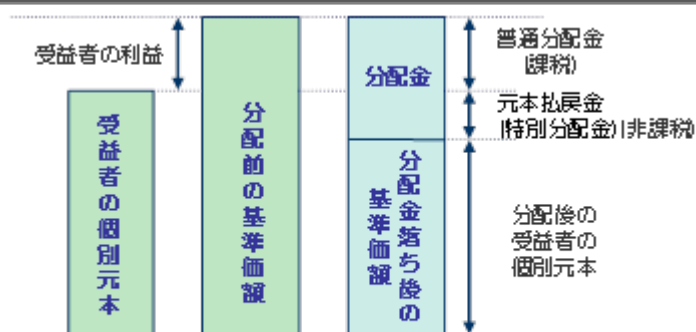 受益者の利益
受益者の個別元本
分配前の基準価額
分配金
分配金落ち後の
基準価額
普通分配金
(課税)
元本払戻金
(特別分配金)(非課税)
分配後の
受益者の
個別元本